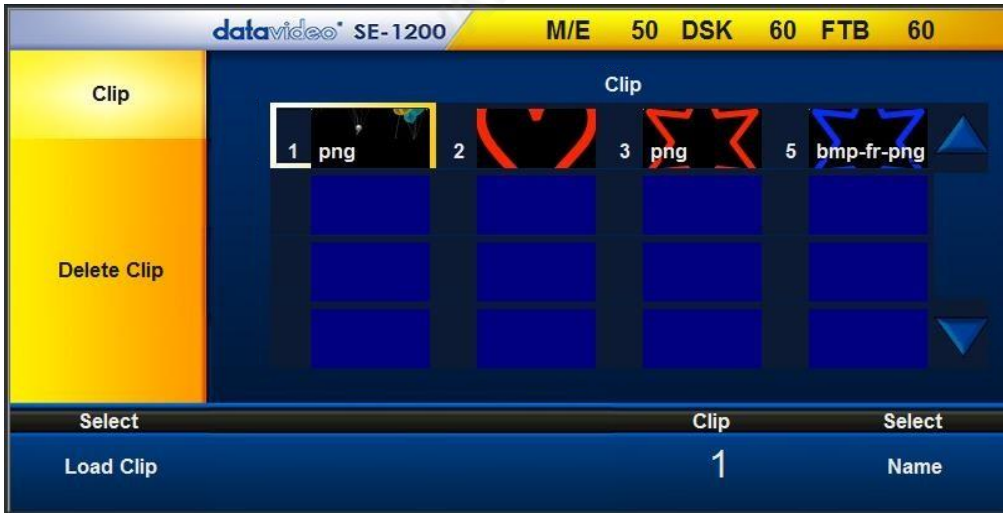 datavideo SE-1200 M/E 50 DSK 60 FTB 60
Clip
Clip
1 png 2 3 png 5 bmp-fr-png
Delete Clip
Select Clip Select
Load Clip 1 Name